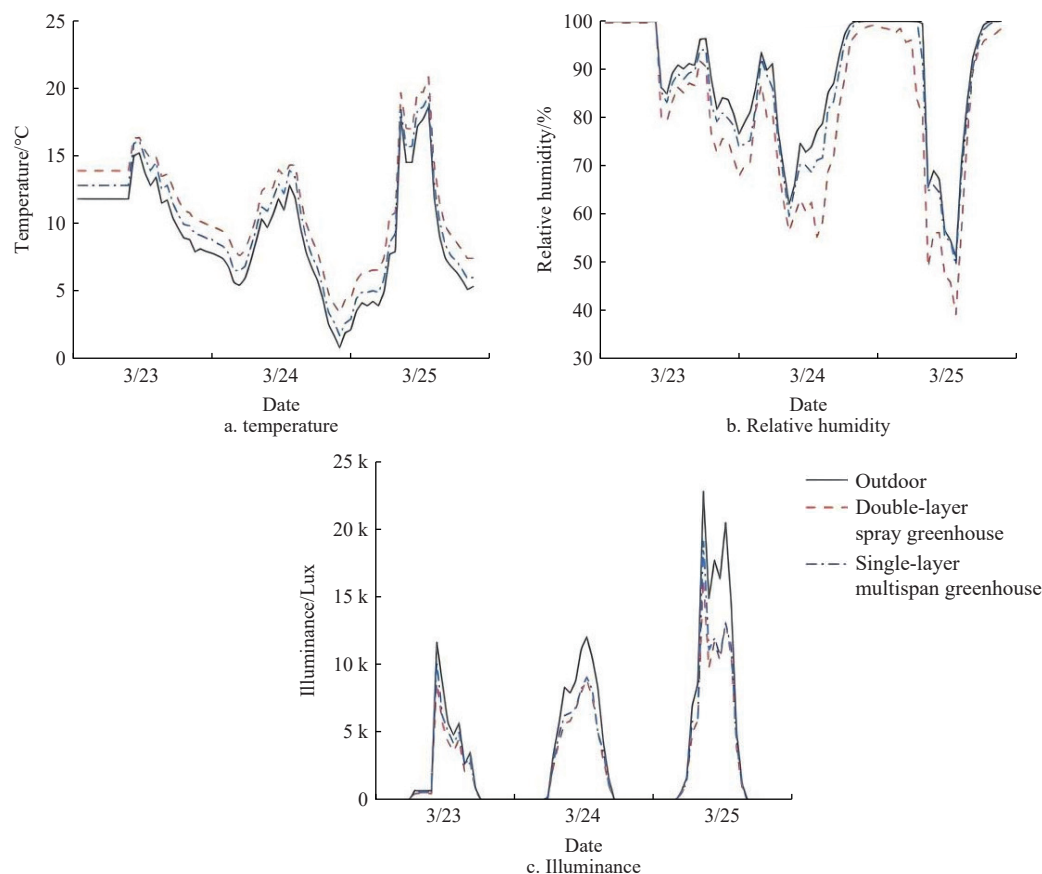 25
20
15
10
5
0
Temperature/°C
3/23
3/24
3/25
Date
a. temperature
100
90
80
70
60
50
40
30
Relative humidity/%
3/23
3/24
3/25
Date
b. Relative humidity
25 k
20 k
15 k
10 k
5 k
0
Illuminance/Lux
3/23
3/24
3/25
Date
c. Illuminance
Outdoor
Double-layer
spray greenhouse
Single-layer
multispan greenhouse